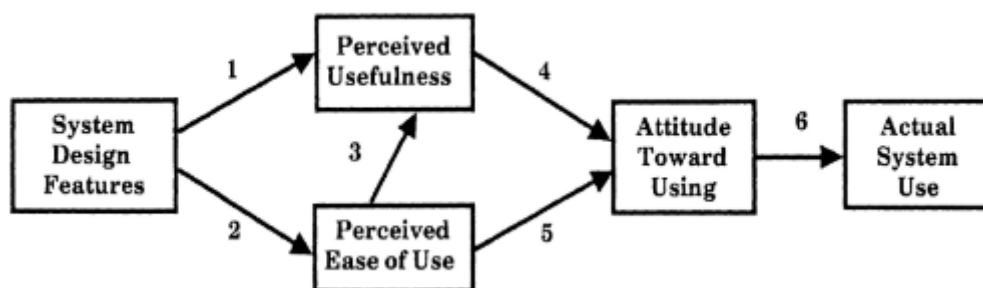 System
Design
Features
1
2
Perceived
Usefulness
3
Perceived
Ease of Use
4
5
Attitude
Toward
Using
6
Actual
System
Use